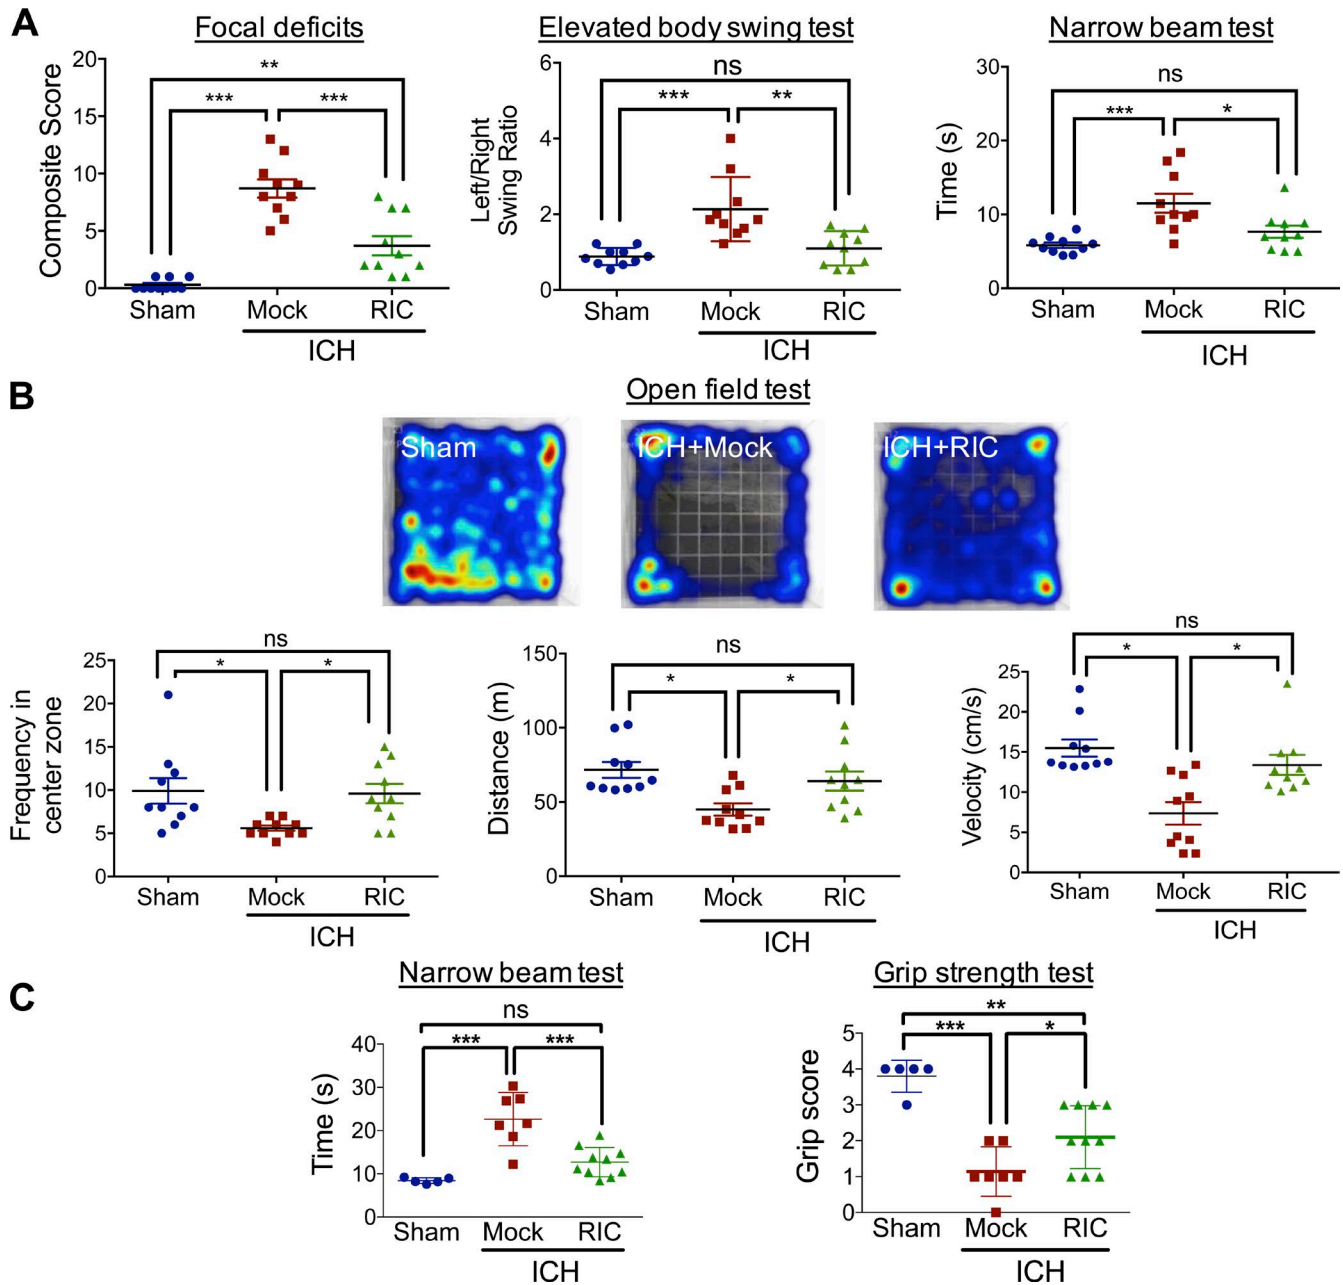 A
Focal deficits
Elevated body swing test
Narrow beam test
Composite Score
20
15
10
5
0
**
***
***
Sham
Mock
RIC
ICH
Left/Right
Swing Ratio
6
4
2
0
ns
***
**
Sham
Mock
RIC
ICH
Time (s)
30
20
10
0
ns
***
*
Sham
Mock
RIC
ICH
B
Open field test
Sham
ICH+Mock
ICH+RIC
Frequency in
center zone
25
20
15
10
5
0
ns
*
*
Sham
Mock
RIC
ICH
Distance (m)
150
100
50
0
ns
*
*
Sham
Mock
RIC
ICH
Velocity (cm/s)
25
20
15
10
5
0
ns
*
*
Sham
Mock
RIC
ICH
C
Narrow beam test
Grip strength test
Time (s)
40
30
20
10
0
ns
***
***
Sham
Mock
RIC
ICH
Grip score
5
4
3
2
1
0
**
***
*
Sham
Mock
RIC
ICH